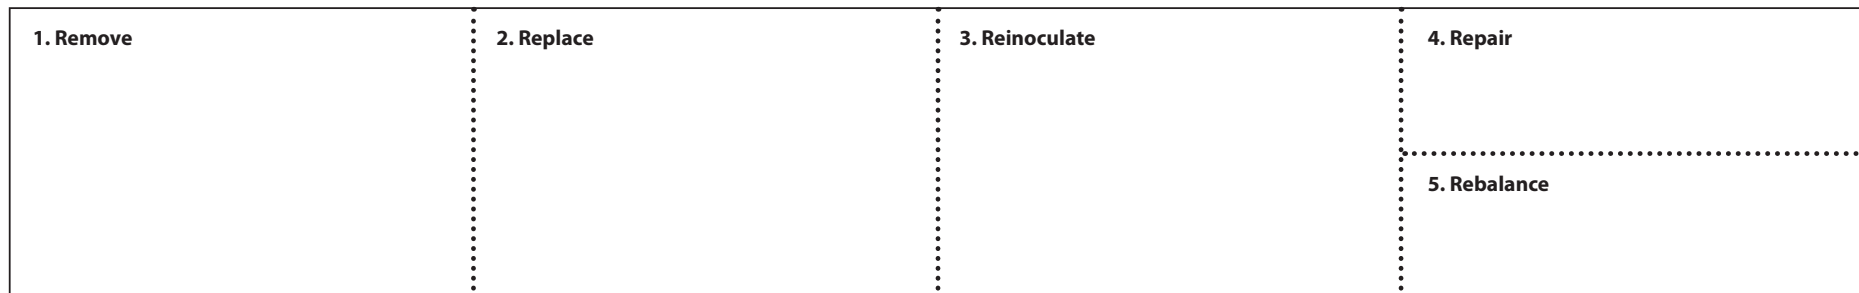 1. Remove
2. Replace
3. Reinoculate
4. Repair
5. Rebalance